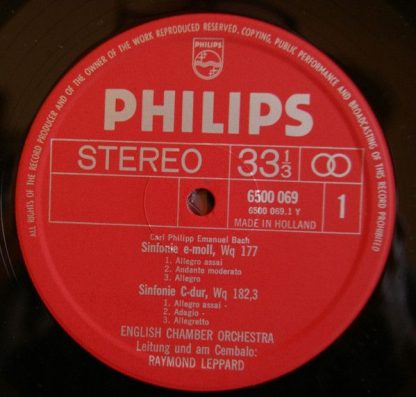 ALL RIGHTS OF THE RECORD PRODUCER AND OF THE OWNER OF THE WORK REPRODUCED RESERVED. COPYING, PUBLIC PERFORMANCE AND BROADCASTING OF THIS RECORD PROHIBITED
PHILIPS
PHILIPS
STEREO 33 1/3
6500 069
6500 069.1 Y
MADE IN HOLLAND
1
Carl Philipp Emanuel Bach
Sinfonie e-moll, Wq 177
1. Allegro assai
2. Andante moderato
3. Allegro
Sinfonie C-dur, Wq 182,3
1. Allegro assai -
2. Adagio -
3. Allegretto
ENGLISH CHAMBER ORCHESTRA
Leitung und am Cembalo:
RAYMOND LEPPARD